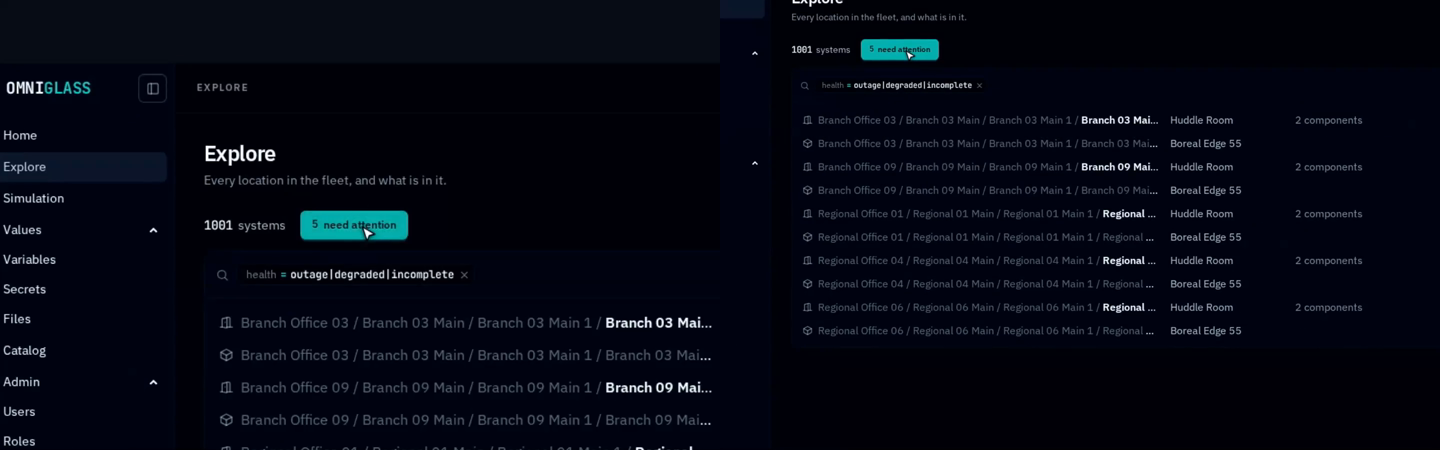 OMNIGLASS
EXPLORE
Home
Explore
Simulation
Values
Variables
Secrets
Files
Catalog
Admin
Users
Roles
Explore
Every location in the fleet, and what is in it.
1001 systems 5 need attention
health = outage|degraded|incomplete ×
Branch Office 03 / Branch 03 Main / Branch 03 Main 1 / Branch 03 Mai...
Branch Office 03 / Branch 03 Main / Branch 03 Main 1 / Branch 03 Mai...
Branch Office 09 / Branch 09 Main / Branch 09 Main 1 / Branch 09 Mai...
Branch Office 09 / Branch 09 Main / Branch 09 Main 1 / Branch 09 Mai...
Explore
Every location in the fleet, and what is in it.
1001 systems 5 need attention
health = outage|degraded|incomplete ×
Branch Office 03 / Branch 03 Main / Branch 03 Main 1 / Branch 03 Mai... Huddle Room 2 components
Branch Office 03 / Branch 03 Main / Branch 03 Main 1 / Branch 03 Mai... Boreal Edge 55
Branch Office 09 / Branch 09 Main / Branch 09 Main 1 / Branch 09 Mai... Huddle Room 2 components
Branch Office 09 / Branch 09 Main / Branch 09 Main 1 / Branch 09 Mai... Boreal Edge 55
Regional Office 01 / Regional 01 Main / Regional 01 Main 1 / Regional ... Huddle Room 2 components
Regional Office 01 / Regional 01 Main / Regional 01 Main 1 / Regional ... Boreal Edge 55
Regional Office 04 / Regional 04 Main / Regional 04 Main 1 / Regional ... Huddle Room 2 components
Regional Office 04 / Regional 04 Main / Regional 04 Main 1 / Regional ... Boreal Edge 55
Regional Office 06 / Regional 06 Main / Regional 06 Main 1 / Regional ... Huddle Room 2 components
Regional Office 06 / Regional 06 Main / Regional 06 Main 1 / Regional ... Boreal Edge 55